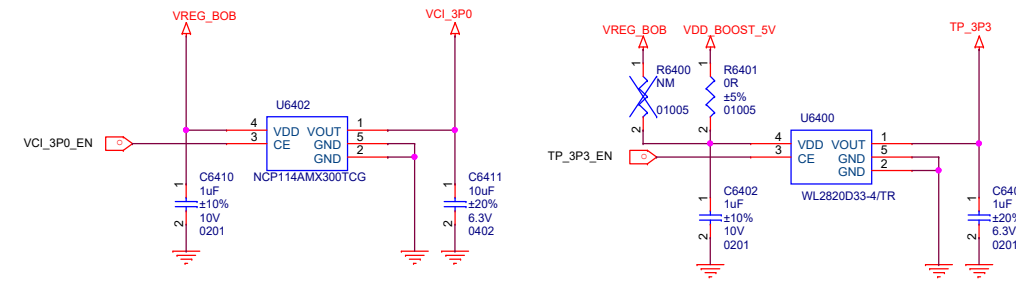 VREG_BOB
VCI_3P0
U6402
4
VDD
VOUT
1
3
CE
GND
5
GND
2
VCI_3P0_EN
NCP114AMX300TCG
1
C6410
1uF
±10%
10V
0201
2
1
C6411
10uF
±20%
6.3V
0402
2
VREG_BOB
VDD_BOOST_5V
TP_3P3
1
R6400
NM
01005
2
1
R6401
0R
±5%
01005
2
U6400
4
VDD
VOUT
1
3
CE
GND
5
GND
2
TP_3P3_EN
WL2820D33-4/TR
1
C6402
1uF
±10%
10V
0201
2
1
C640
1uF
±20%
6.3V
0201
2